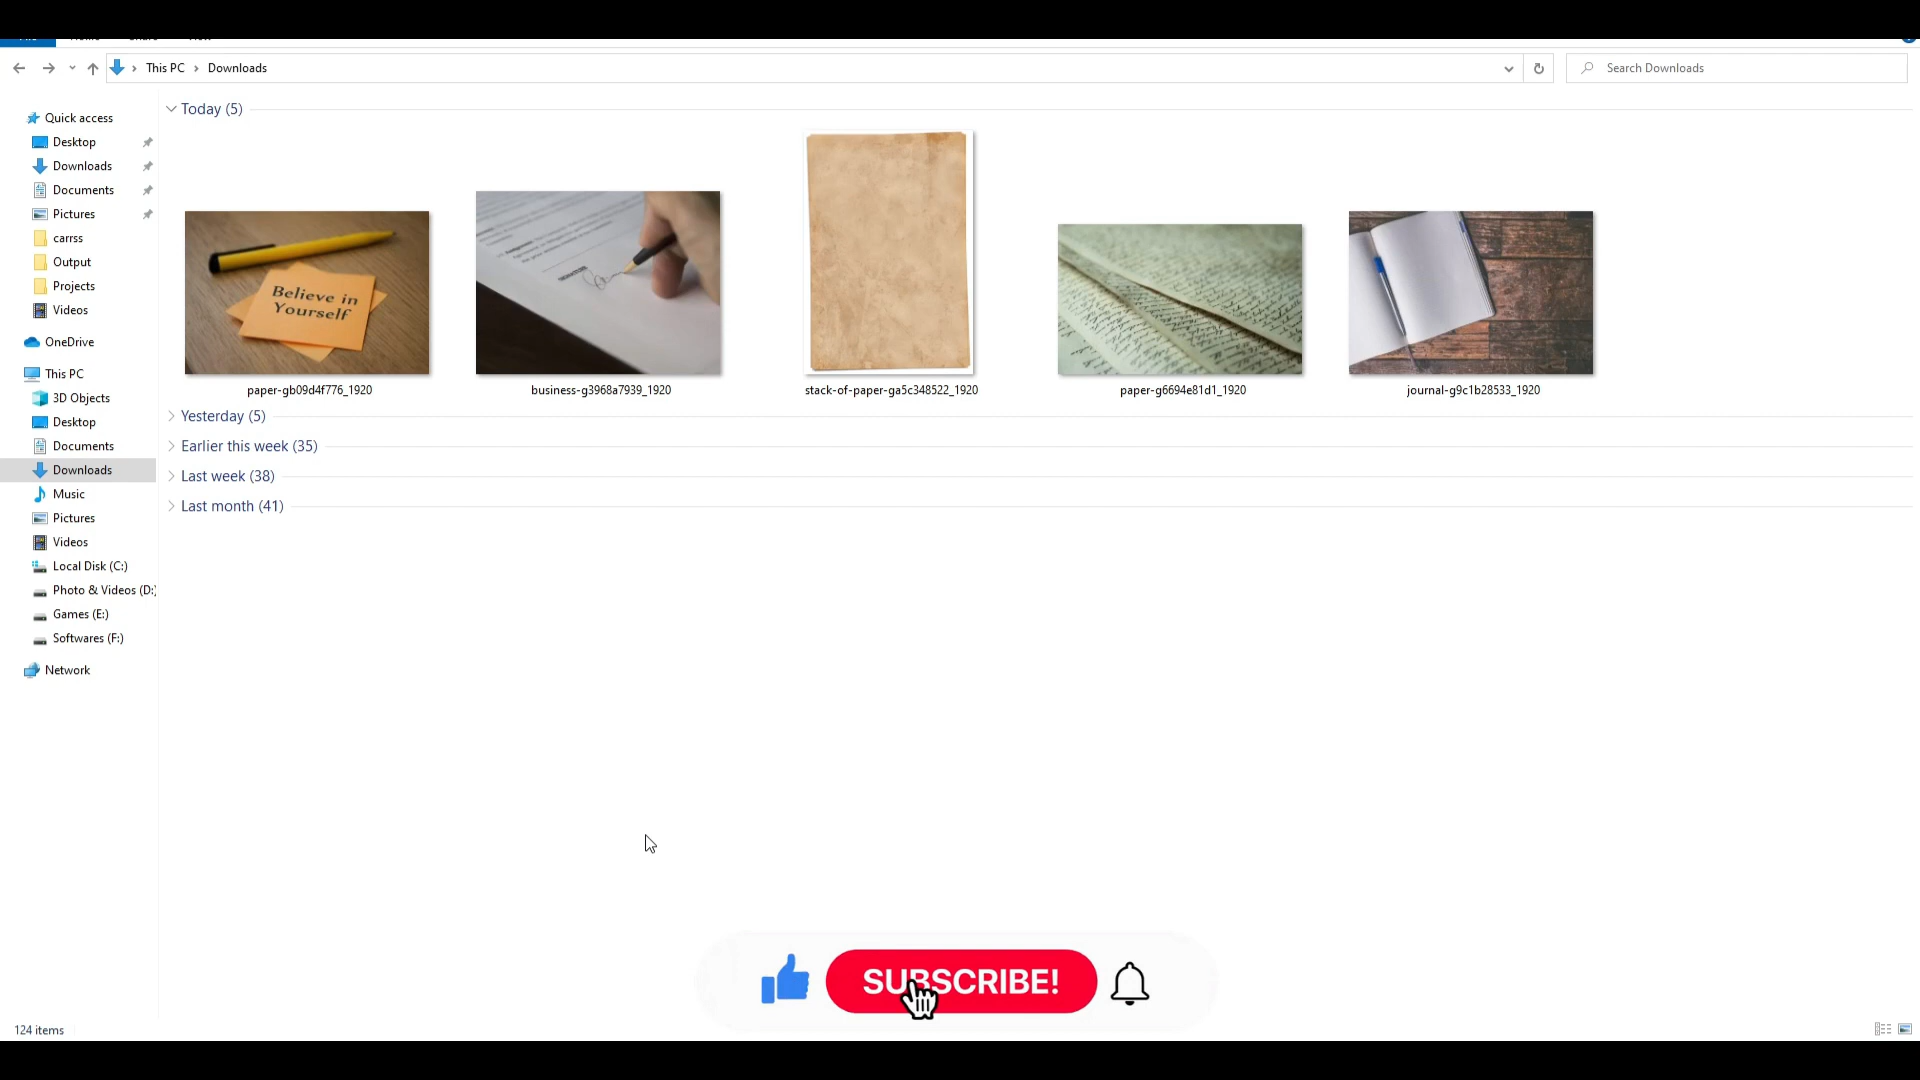 This PC > Downloads
Search Downloads
Quick access
Desktop
Downloads
Documents
Pictures
carrss
Output
Projects
Videos
OneDrive
This PC
3D Objects
Desktop
Documents
Downloads
Music
Pictures
Videos
Local Disk (C:)
Photo & Videos (D:)
Games (E:)
Softwares (F:)
Network
Today (5)
Believe in
Yourself
paper-gb09d4f776_1920
business-g3968a7939_1920
stack-of-paper-ga5c348522_1920
paper-g6694e81d1_1920
journal-g9c1b28533_1920
Yesterday (5)
Earlier this week (35)
Last week (38)
Last month (41)
SUBSCRIBE!
124 items